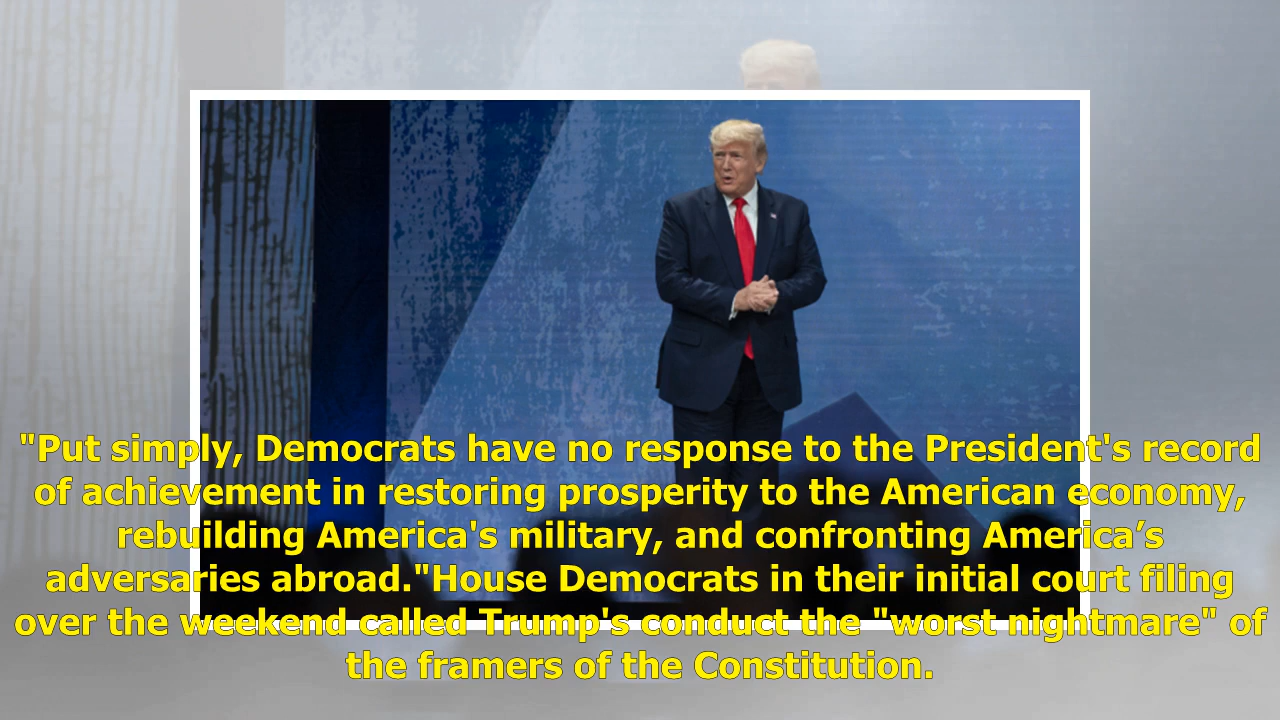 "Put simply, Democrats have no response to the President's record
of achievement in restoring prosperity to the American economy,
rebuilding America's military, and confronting America’s
adversaries abroad."House Democrats in their initial court filing
over the weekend called Trump's conduct the "worst nightmare" of
the framers of the Constitution.